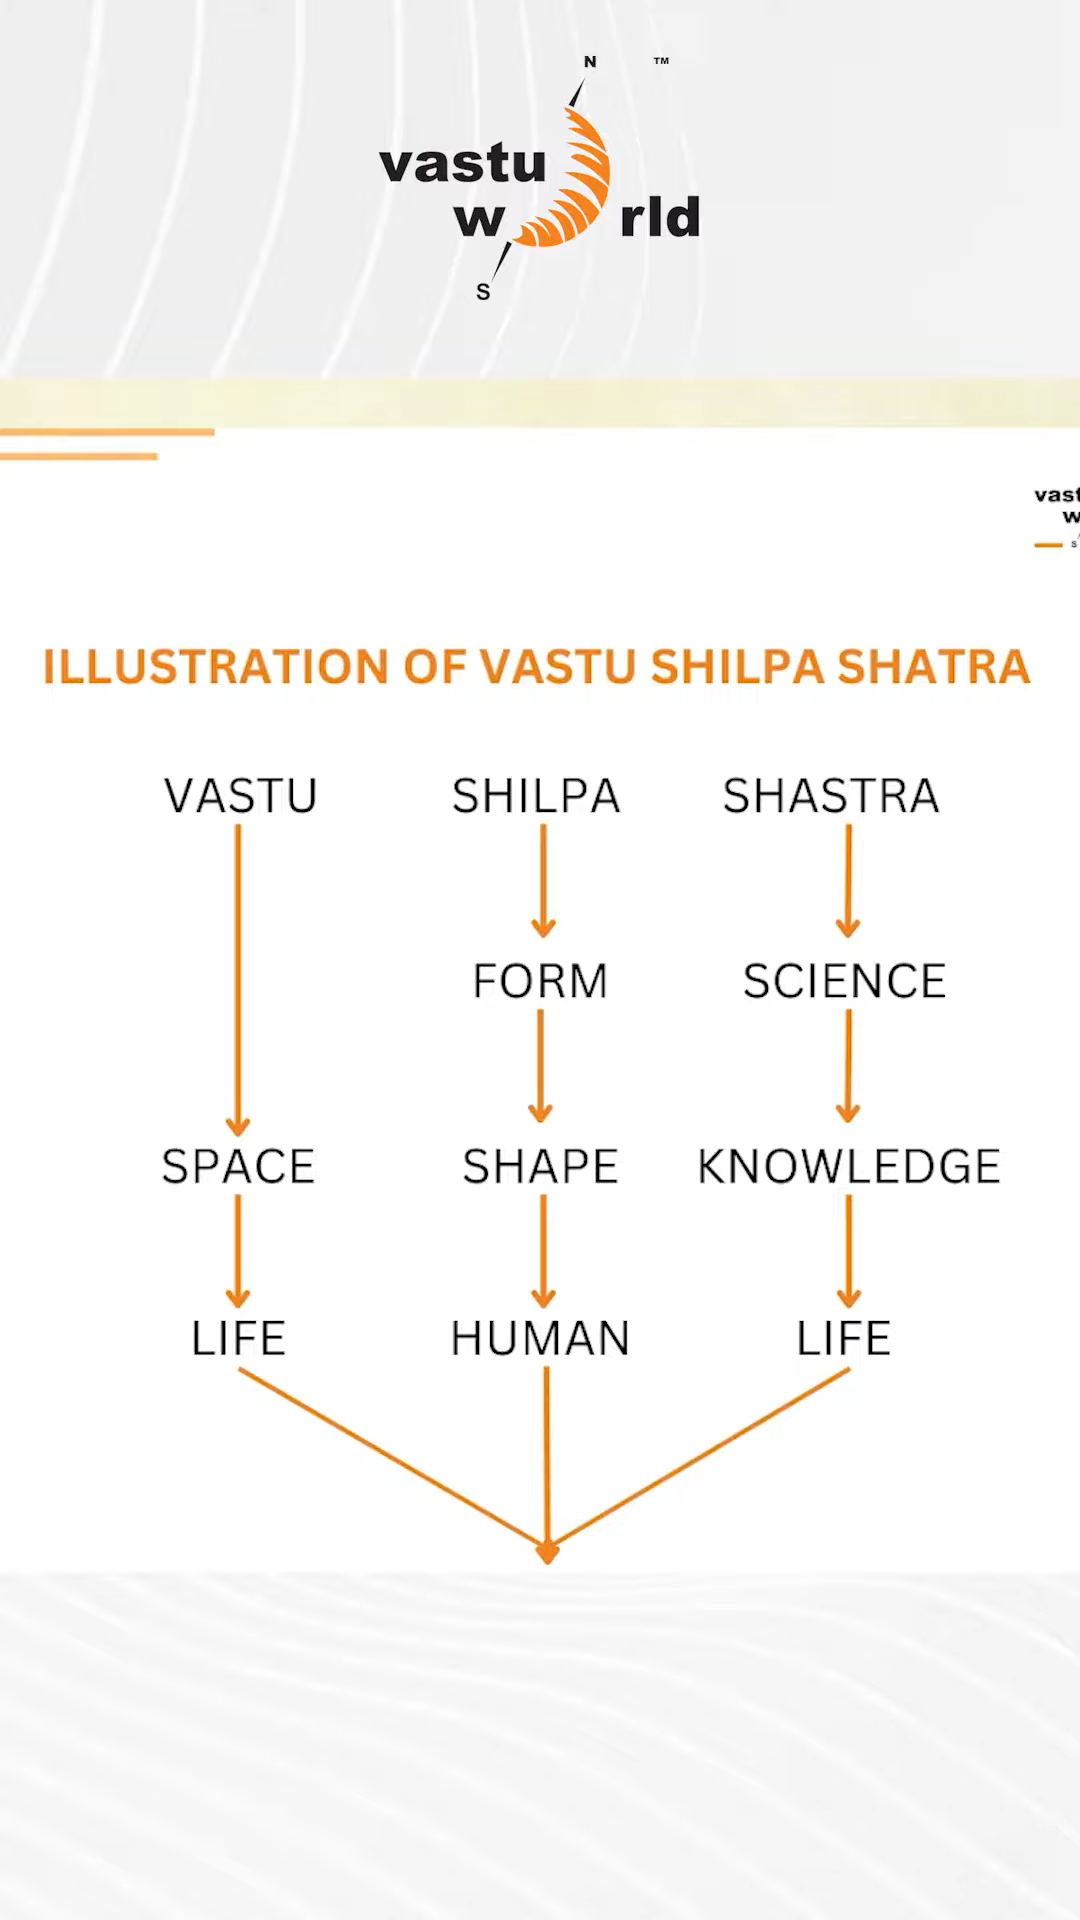 N ™
vastu
w rld
S
vast
w
S
ILLUSTRATION OF VASTU SHILPA SHATRA
VASTU SHILPA SHASTRA
FORM SCIENCE
SPACE SHAPE KNOWLEDGE
LIFE HUMAN LIFE